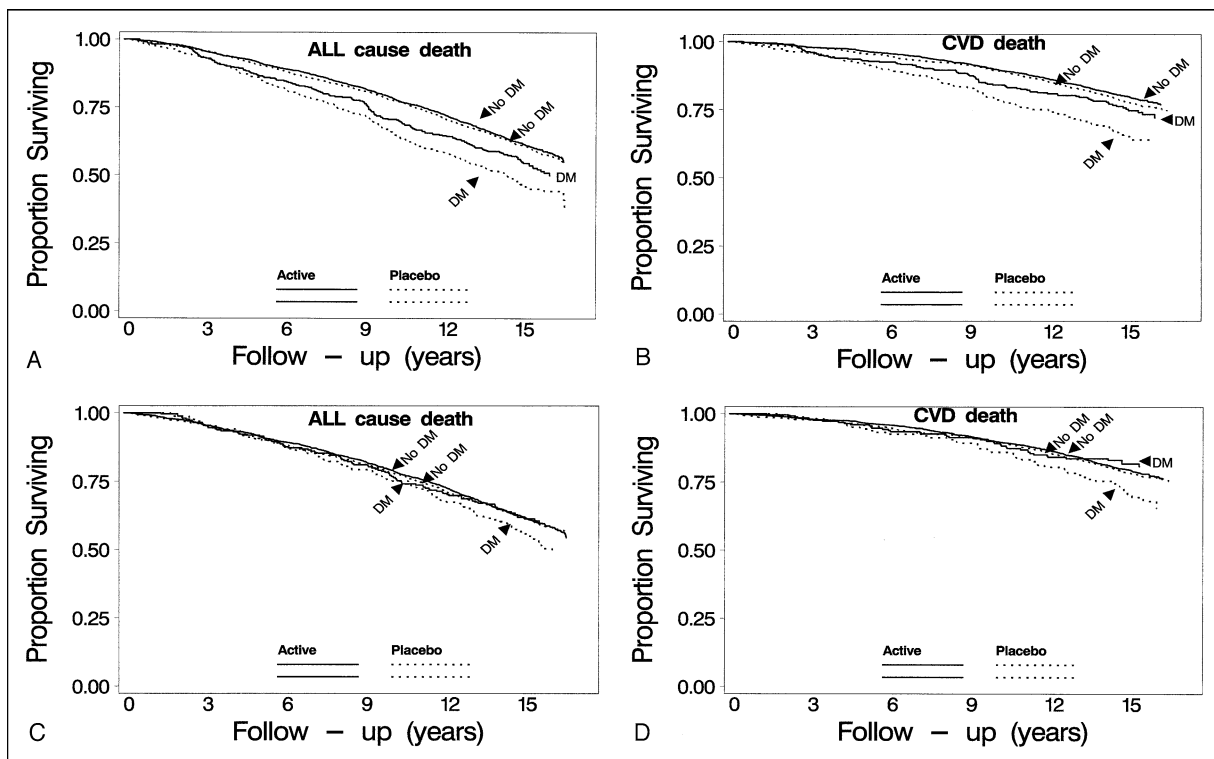 ALL cause death
1.00
0.75
0.50
0.25
0.00
Proportion Surviving
No DM
No DM
DM
DM
Active Placebo
0 3 6 9 12 15
Follow – up (years)
A
CVD death
1.00
0.75
0.50
0.25
0.00
Proportion Surviving
No DM
No DM
DM
DM
Active Placebo
0 3 6 9 12 15
Follow – up (years)
B
ALL cause death
1.00
0.75
0.50
0.25
0.00
Proportion Surviving
No DM
No DM
DM
DM
Active Placebo
0 3 6 9 12 15
Follow – up (years)
C
CVD death
1.00
0.75
0.50
0.25
0.00
Proportion Surviving
No DM
No DM
DM
DM
Active Placebo
0 3 6 9 12 15
Follow – up (years)
D